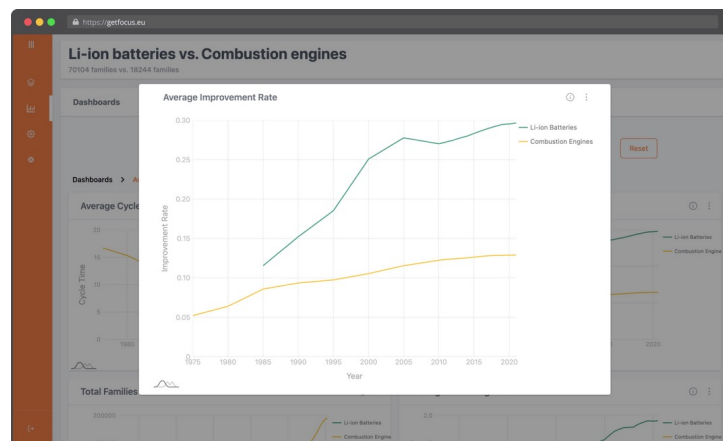 https://getfocus.eu
Li-ion batteries vs. Combustion engines
70104 families vs. 18244 families
Dashboards
Average Improvement Rate
0.30
0.25
0.20
0.15
0.10
0.05
0
1975 1980 1985 1990 1995 2000 2005 2010 2015 2020
Year
Improvement Rate
Li-ion Batteries
Combustion Engines
Reset
Dashboards > A
Average Cycle
20
15
10
5
0
1980
Cycle Time
Li-ion Batteries
Combustion Engine
2020
Total Families
200000
Li-ion Batteries
Combustion Engine
2.5
Li-ion Batteries
Combustion Engine